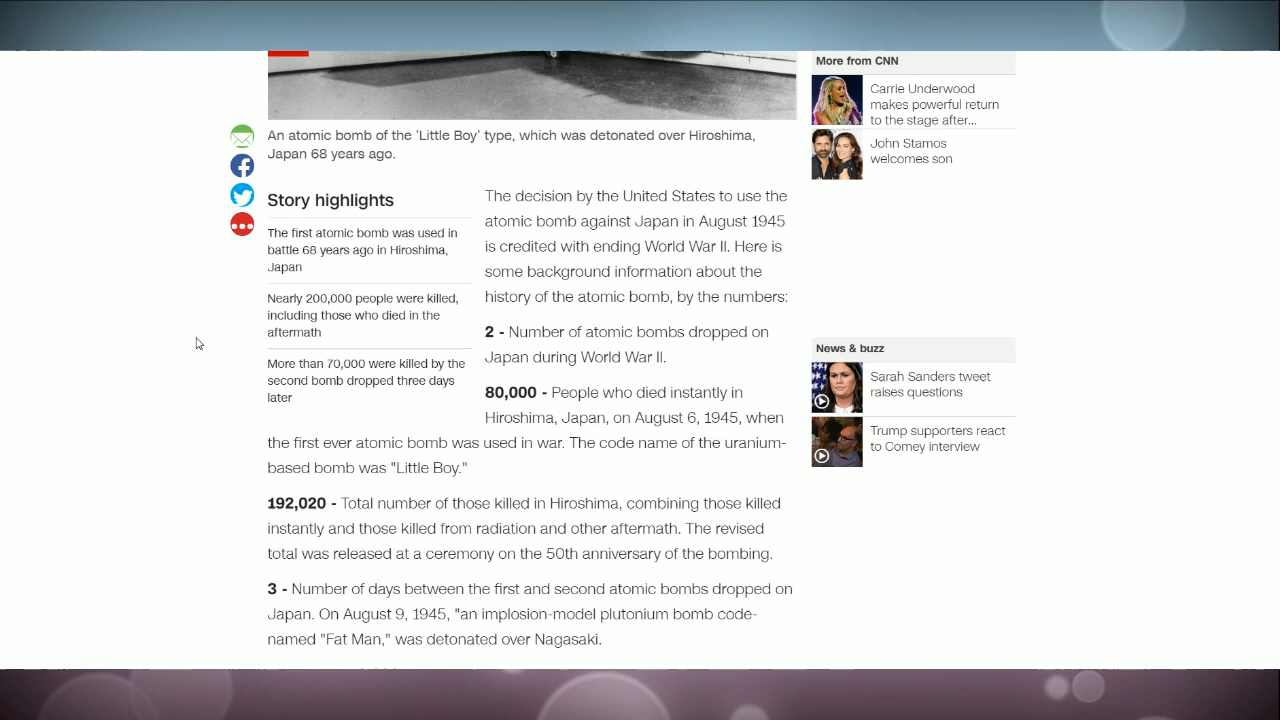 An atomic bomb of the 'Little Boy' type, which was detonated over Hiroshima,
Japan 68 years ago.
Story highlights
The first atomic bomb was used in
battle 68 years ago in Hiroshima,
Japan
Nearly 200,000 people were killed,
including those who died in the
aftermath
More than 70,000 were killed by the
second bomb dropped three days
later
The decision by the United States to use the
atomic bomb against Japan in August 1945
is credited with ending World War II. Here is
some background information about the
history of the atomic bomb, by the numbers:
2 - Number of atomic bombs dropped on
Japan during World War II.
80,000 - People who died instantly in
Hiroshima, Japan, on August 6, 1945, when
the first ever atomic bomb was used in war. The code name of the uranium-
based bomb was "Little Boy."
192,020 - Total number of those killed in Hiroshima, combining those killed
instantly and those killed from radiation and other aftermath. The revised
total was released at a ceremony on the 50th anniversary of the bombing.
3 - Number of days between the first and second atomic bombs dropped on
Japan. On August 9, 1945, "an implosion-model plutonium bomb code-
named "Fat Man," was detonated over Nagasaki.
More from CNN
Carrie Underwood
makes powerful return
to the stage after...
John Stamos
welcomes son
News & buzz
Sarah Sanders tweet
raises questions
Trump supporters react
to Comey interview